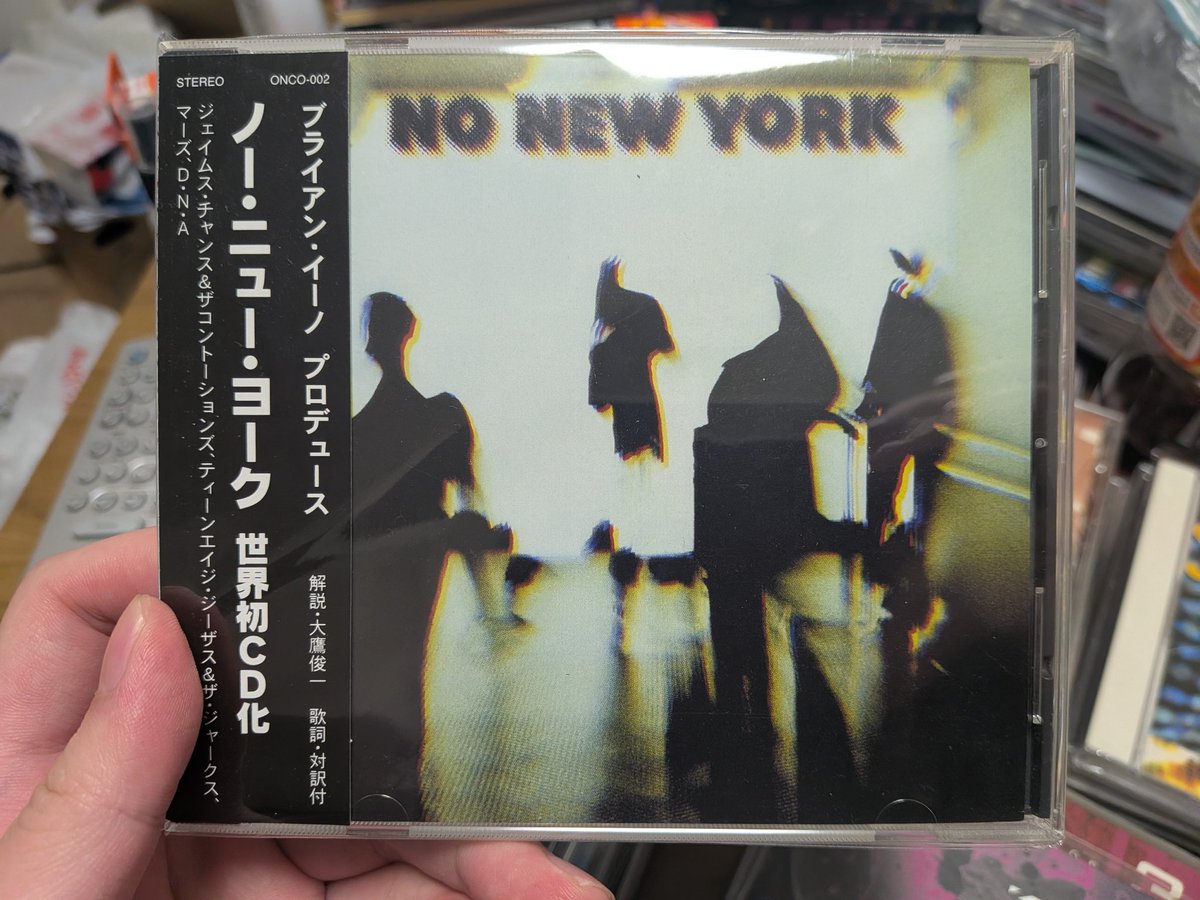 STEREO
ONCO-002
ブライアン・イーノ プロデュース
解説・大鷹俊一 歌詞・対訳付
ノー・ニュー・ヨーク 世界初CD化
ジェイムス・チャンス&ザコントーションズ、ティーンエイジ・ジーザス&ザ・ジャークス、
マーズ、D・N・A
NO NEW YORK